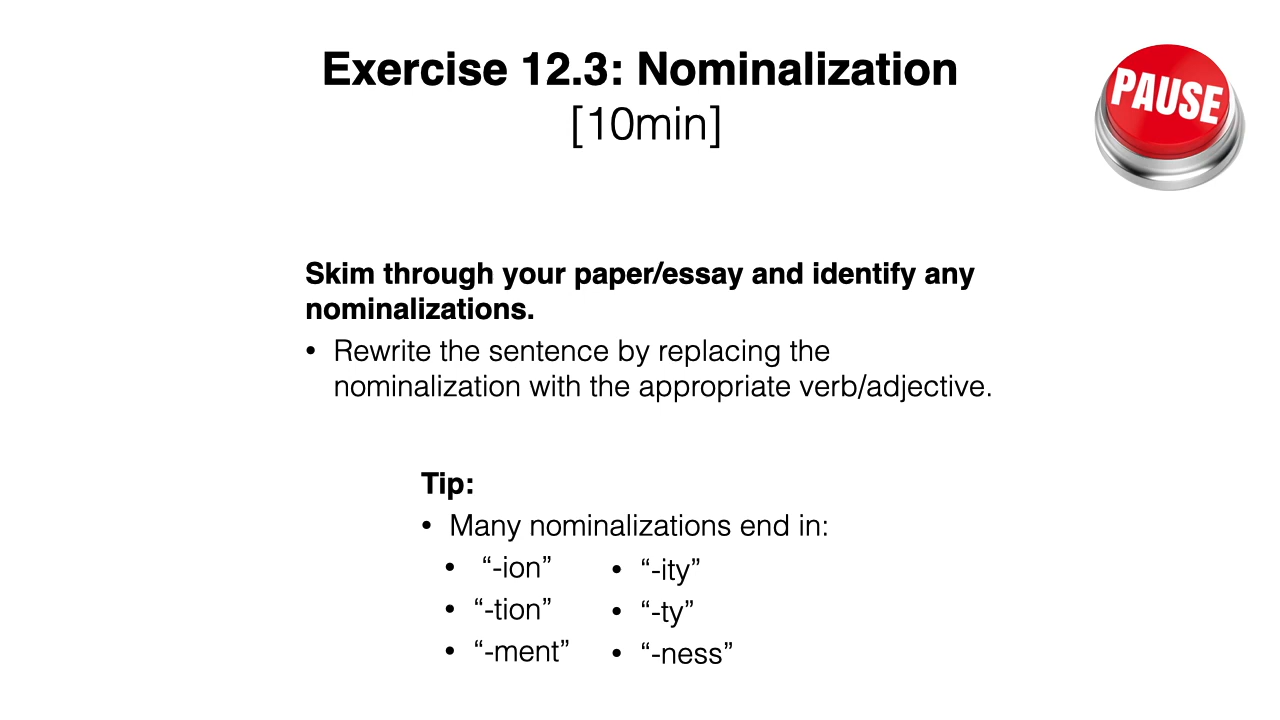 Exercise 12.3: Nominalization
[10min]
PAUSE
Skim through your paper/essay and identify any
nominalizations.
• Rewrite the sentence by replacing the
nominalization with the appropriate verb/adjective.
Tip:
• Many nominalizations end in:
• “-ion”
• “-tion”
• “-ment”
• “-ity”
• “-ty”
• “-ness”